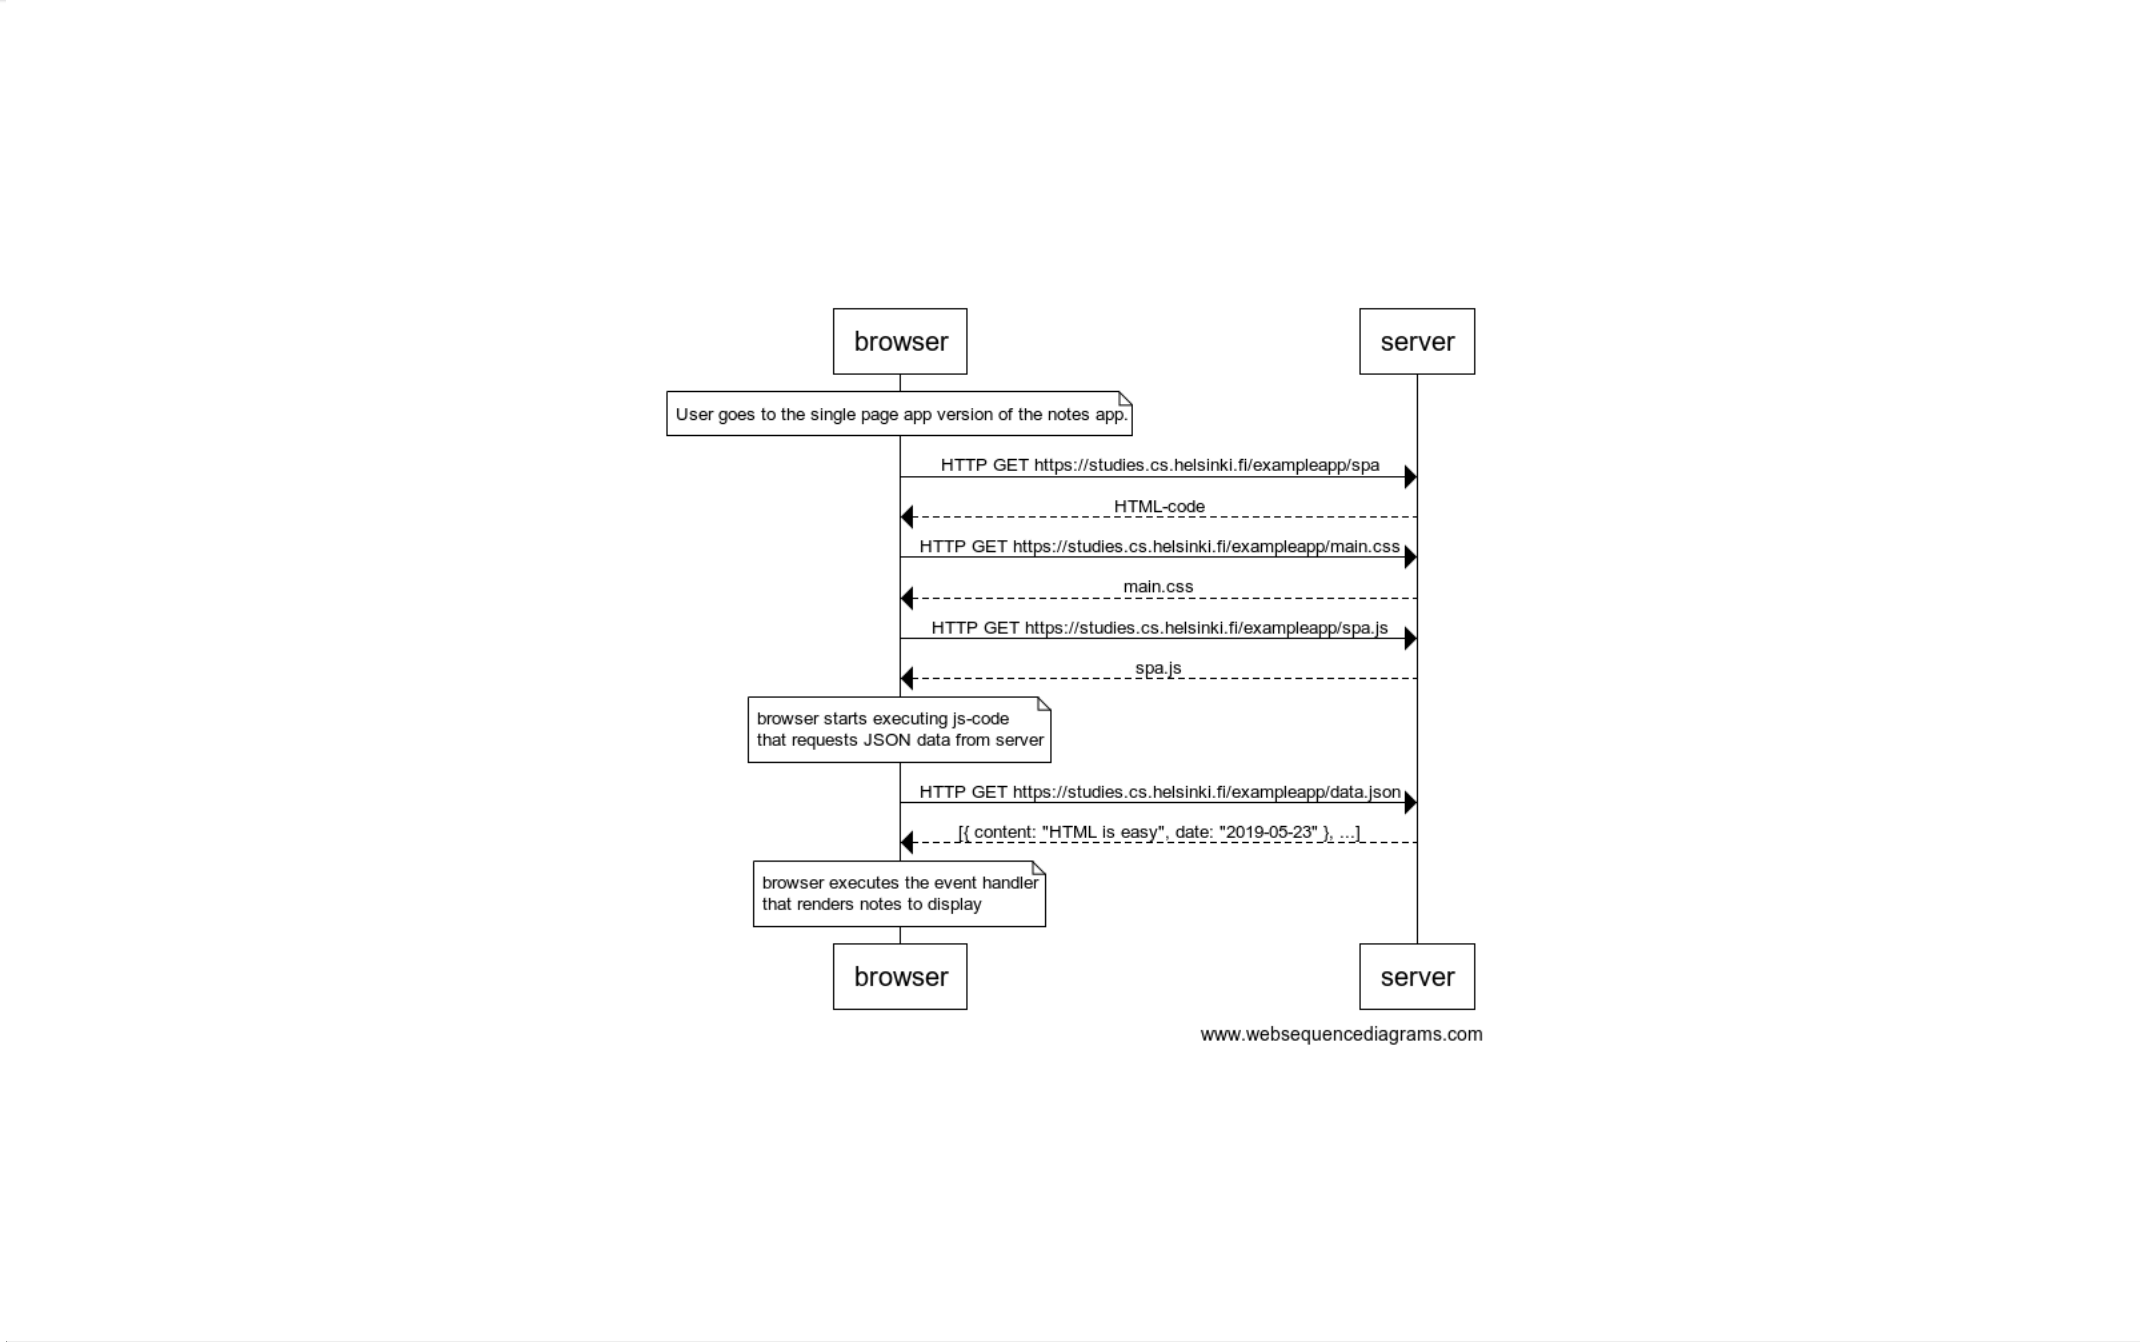 browser
server
User goes to the single page app version of the notes app.
HTTP GET https://studies.cs.helsinki.fi/exampleapp/spa
HTML-code
HTTP GET https://studies.cs.helsinki.fi/exampleapp/main.css
main.css
HTTP GET https://studies.cs.helsinki.fi/exampleapp/spa.js
spa.js
browser starts executing js-code
that requests JSON data from server
HTTP GET https://studies.cs.helsinki.fi/exampleapp/data.json
[{ content: "HTML is easy", date: "2019-05-23" }, ...]
browser executes the event handler
that renders notes to display
browser
server
www.websequencediagrams.com